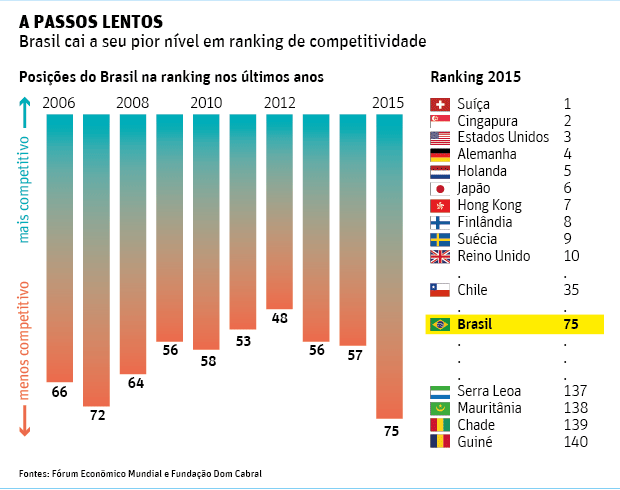 A PASSOS LENTOS
Brasil cai a seu pior nível em ranking de competitividade
Posições do Brasil na ranking nos últimos anos
2006 2008 2010 2012 2015
mais competitivo
menos competitivo
66
72
64
56
58
53
48
56
57
75
Ranking 2015
Suíça 1
Cingapura 2
Estados Unidos 3
Alemanha 4
Holanda 5
Japão 6
Hong Kong 7
Finlândia 8
Suécia 9
Reino Unido 10
. .
Chile 35
. .
Brasil 75
. .
. .
. .
Serra Leoa 137
Mauritânia 138
Chade 139
Guiné 140
Fontes: Fórum Econômico Mundial e Fundação Dom Cabral